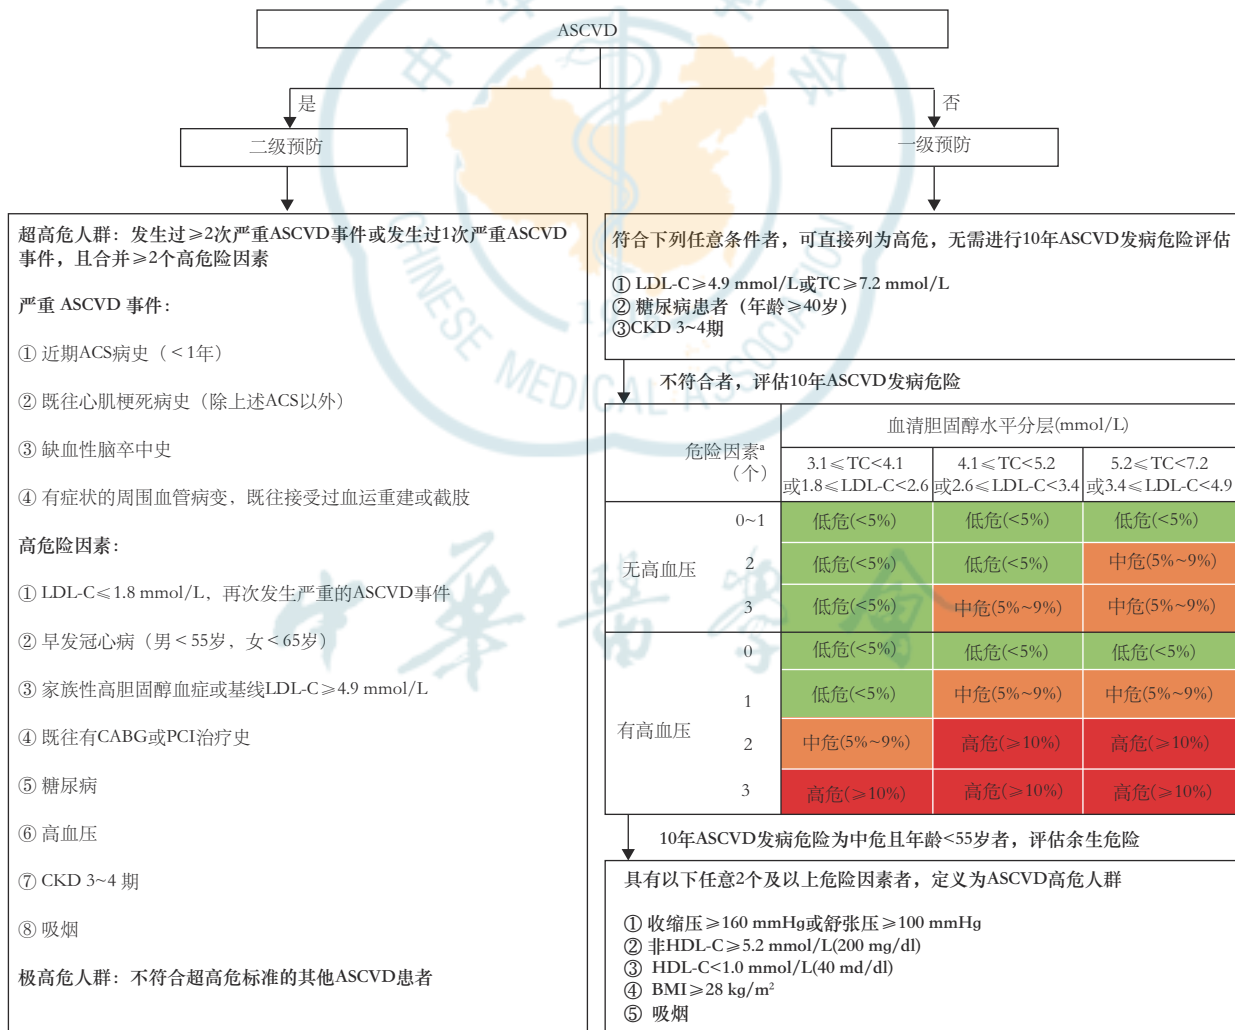 ASCVD
是
否
二级预防
一级预防
超高危人群：发生过≥2次严重ASCVD事件或发生过1次严重ASCVD
事件，且合并≥2个高危险因素
严重 ASCVD 事件：
① 近期ACS病史（<1年）
② 既往心肌梗死病史（除上述ACS以外）
③ 缺血性脑卒中史
④ 有症状的周围血管病变，既往接受过血运重建或截肢
高危险因素：
① LDL-C≤1.8 mmol/L，再次发生严重的ASCVD事件
② 早发冠心病（男<55岁，女<65岁）
③ 家族性高胆固醇血症或基线LDL-C≥4.9 mmol/L
④ 既往有CABG或PCI治疗史
⑤ 糖尿病
⑥ 高血压
⑦ CKD 3~4 期
⑧ 吸烟
极高危人群：不符合超高危标准的其他ASCVD患者
符合下列任意条件者，可直接列为高危，无需进行10年ASCVD发病危险评估
① LDL-C≥4.9 mmol/L或TC≥7.2 mmol/L
② 糖尿病患者（年龄≥40岁）
③CKD 3~4期
不符合者，评估10年ASCVD发病危险
危险因素a
（个）
血清胆固醇水平分层(mmol/L)
3.1≤TC<4.1 4.1≤TC<5.2 5.2≤TC<7.2
或1.8≤LDL-C<2.6 或2.6≤LDL-C<3.4 或3.4≤LDL-C<4.9
无高血压
0~1 低危(<5%) 低危(<5%) 低危(<5%)
2 低危(<5%) 低危(<5%) 中危(5%~9%)
3 低危(<5%) 中危(5%~9%) 中危(5%~9%)
有高血压
0 低危(<5%) 低危(<5%) 低危(<5%)
1 低危(<5%) 中危(5%~9%) 中危(5%~9%)
2 中危(5%~9%) 高危(≥10%) 高危(≥10%)
3 高危(≥10%) 高危(≥10%) 高危(≥10%)
10年ASCVD发病危险为中危且年龄<55岁者，评估余生危险
具有以下任意2个及以上危险因素者，定义为ASCVD高危人群
① 收缩压≥160 mmHg或舒张压≥100 mmHg
② 非HDL-C≥5.2 mmol/L(200 mg/dl)
③ HDL-C<1.0 mmol/L(40 md/dl)
④ BMI≥28 kg/m²
⑤ 吸烟
CHINESE MEDICAL ASSOCIATION
中華醫學會